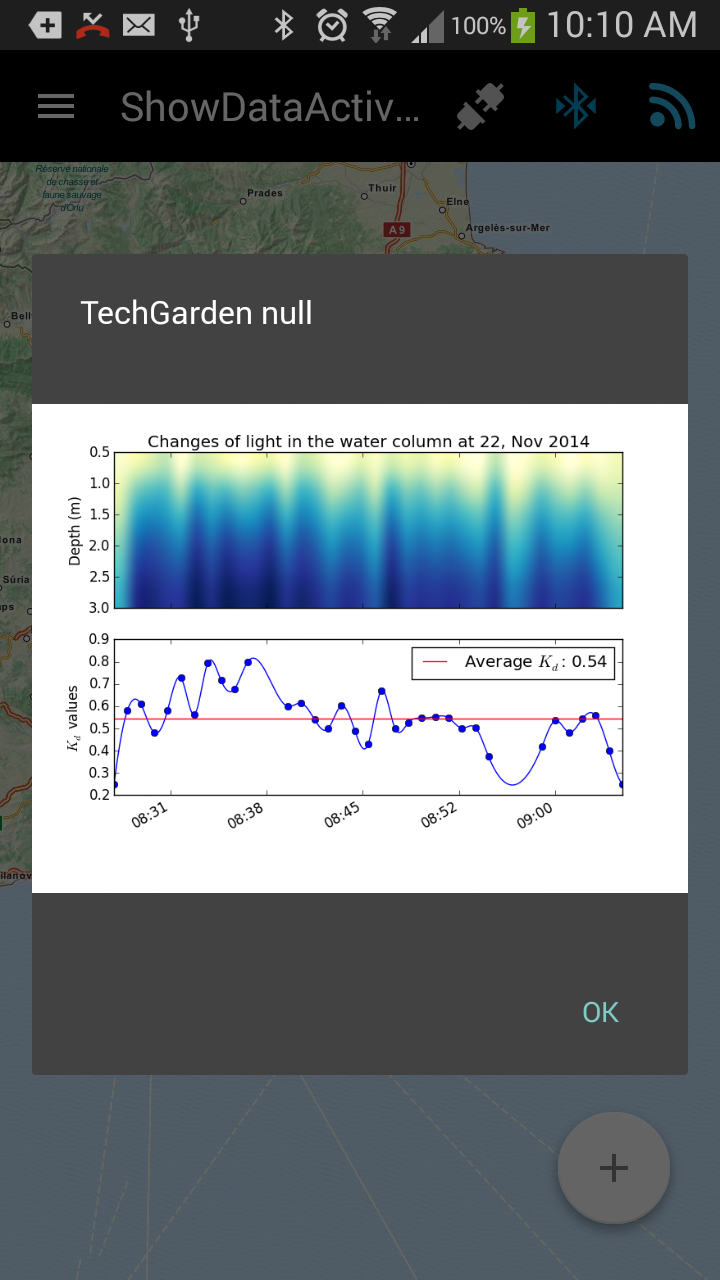 100% 10:10 AM
ShowDataActiv...
Réserve nationale
de chasse et
faune sauvage
d'Orlu
Prades
Thuir
Elne
A 9
Argelès-sur-Mer
Bell
TechGarden null
Changes of light in the water column at 22, Nov 2014
0.5
1.0
1.5
2.0
2.5
3.0
Depth (m)
ona
Súria
aps
0.9
0.8
0.7
0.6
0.5
0.4
0.3
0.2
K_d values
Average K_d: 0.54
08:31
08:38
08:45
08:52
09:00
ilanov
OK
+